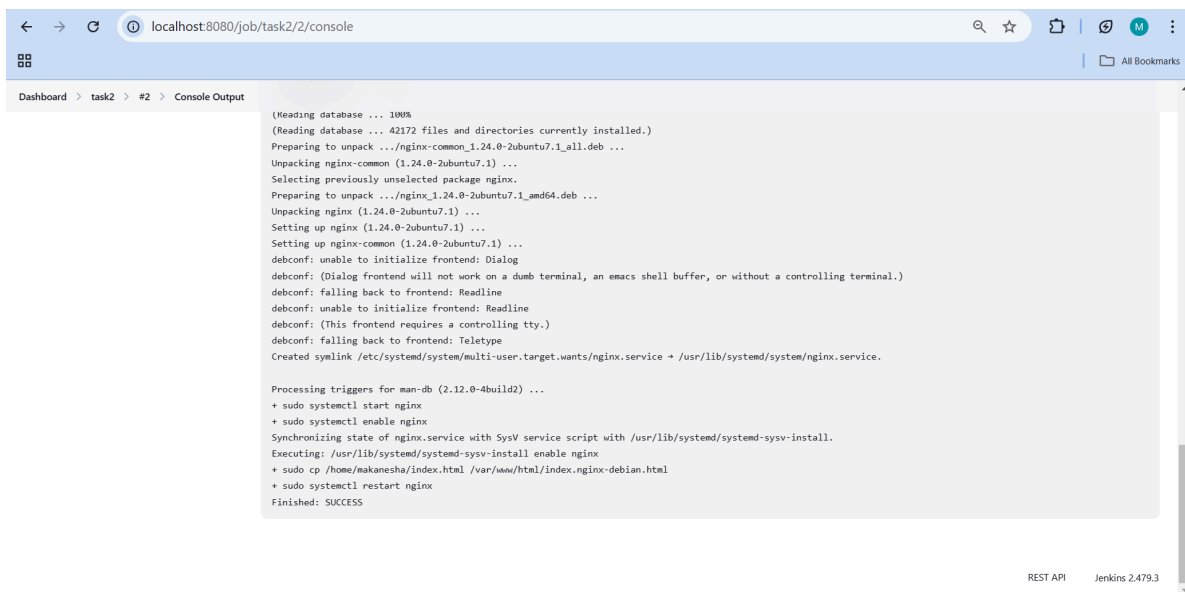 localhost:8080/job/task2/2/console
M
All Bookmarks
Dashboard > task2 > #2 > Console Output
(Reading database ... 100%
(Reading database ... 42172 files and directories currently installed.)
Preparing to unpack .../nginx-common_1.24.0-2ubuntu7.1_all.deb ...
Unpacking nginx-common (1.24.0-2ubuntu7.1) ...
Selecting previously unselected package nginx.
Preparing to unpack .../nginx_1.24.0-2ubuntu7.1_amd64.deb ...
Unpacking nginx (1.24.0-2ubuntu7.1) ...
Setting up nginx (1.24.0-2ubuntu7.1) ...
Setting up nginx-common (1.24.0-2ubuntu7.1) ...
debconf: unable to initialize frontend: Dialog
debconf: (Dialog frontend will not work on a dumb terminal, an emacs shell buffer, or without a controlling terminal.)
debconf: falling back to frontend: Readline
debconf: unable to initialize frontend: Readline
debconf: (This frontend requires a controlling tty.)
debconf: falling back to frontend: Teletype
Created symlink /etc/systemd/system/multi-user.target.wants/nginx.service → /usr/lib/systemd/system/nginx.service.
Processing triggers for man-db (2.12.0-4build2) ...
+ sudo systemctl start nginx
+ sudo systemctl enable nginx
Synchronizing state of nginx.service with SysV service script with /usr/lib/systemd/systemd-sysv-install.
Executing: /usr/lib/systemd/systemd-sysv-install enable nginx
+ sudo cp /home/makanesha/index.html /var/www/html/index.nginx-debian.html
+ sudo systemctl restart nginx
Finished: SUCCESS
REST API Jenkins 2.479.3